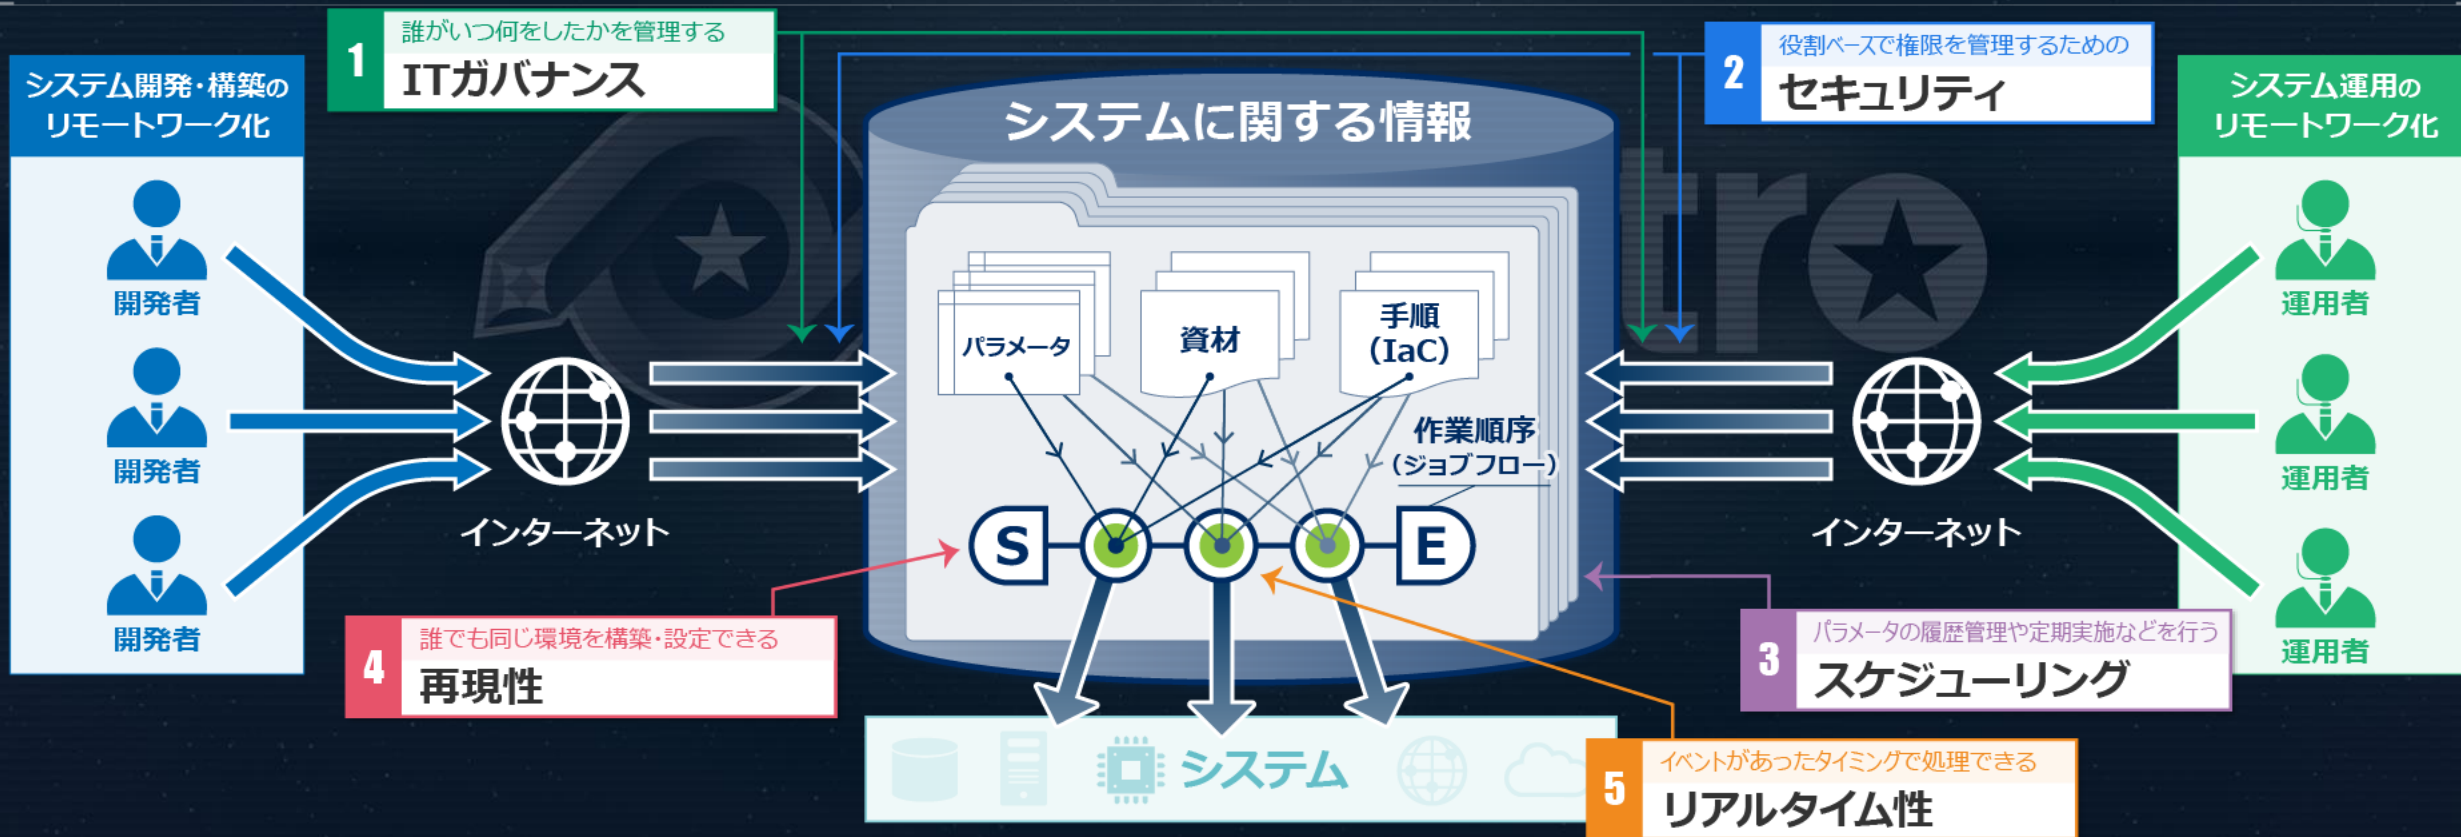 1
誰がいつ何をしたかを管理する
ITガバナンス
2
役割ベースで権限を管理するための
セキュリティ
システム開発・構築の
リモートワーク化
開発者
開発者
開発者
インターネット
システムに関する情報
パラメータ
資材
手順
(IaC)
作業順序
(ジョブフロー)
S
E
tro
インターネット
システム運用の
リモートワーク化
運用者
運用者
運用者
4
誰でも同じ環境を構築・設定できる
再現性
3
パラメータの履歴管理や定期実施などを行う
スケジューリング
システム
5
イベントがあったタイミングで処理できる
リアルタイム性